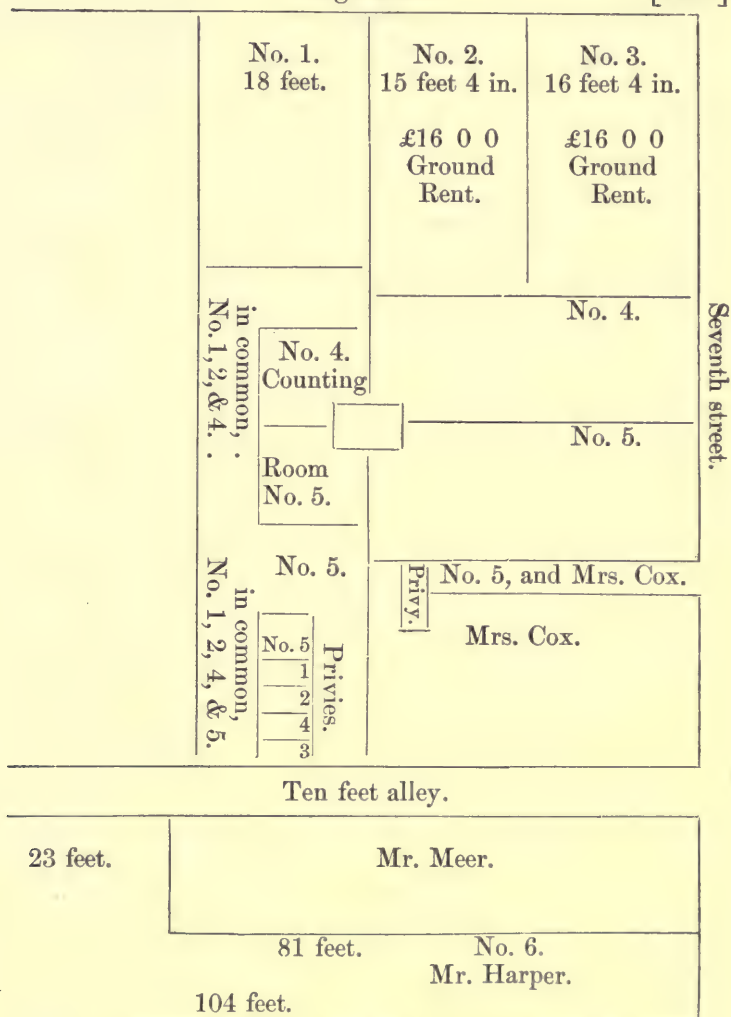 No. 1.
18 feet.
No. 2.
15 feet 4 in.
£16 0 0
Ground
Rent.
No. 3.
16 feet 4 in.
£16 0 0
Ground
Rent.
in common,
No. 1, 2, & 4.
No. 4.
Counting
Room
No. 5.
No. 4.
No. 5.
Seventh street.
in common,
No. 1, 2, 4, & 5.
No. 5.
No. 5
1
2
4
3
Privies.
Privy.
No. 5, and Mrs. Cox.
Mrs. Cox.
Ten feet alley.
23 feet.
Mr. Meer.
81 feet.
No. 6.
Mr. Harper.
104 feet.